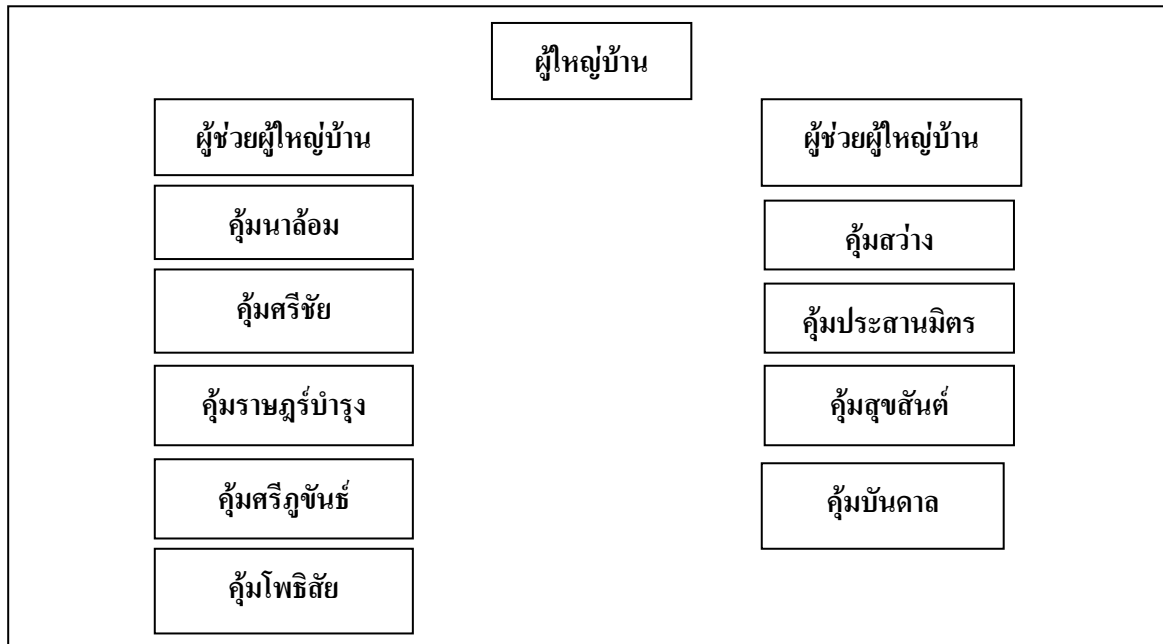 ผู้ใหญ่บ้าน
ผู้ช่วยผู้ใหญ่บ้าน
คุ้มนาล้อม
คุ้มศรีชัย
คุ้มราษฎร์บำรุง
คุ้มศรีภูขันธ์
คุ้มโพธิสัย
ผู้ช่วยผู้ใหญ่บ้าน
คุ้มสว่าง
คุ้มประสานมิตร
คุ้มสุขสันต์
คุ้มบันดาล